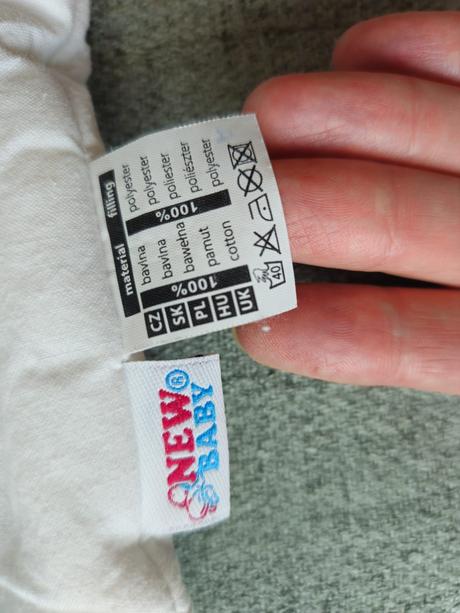 material filling
CZ 100% bavlna 100% polyester
SK bavlna polyester
PL bawełna poliester
HU pamut poliészter
UK cotton polyester
40
NEW ®
BABY